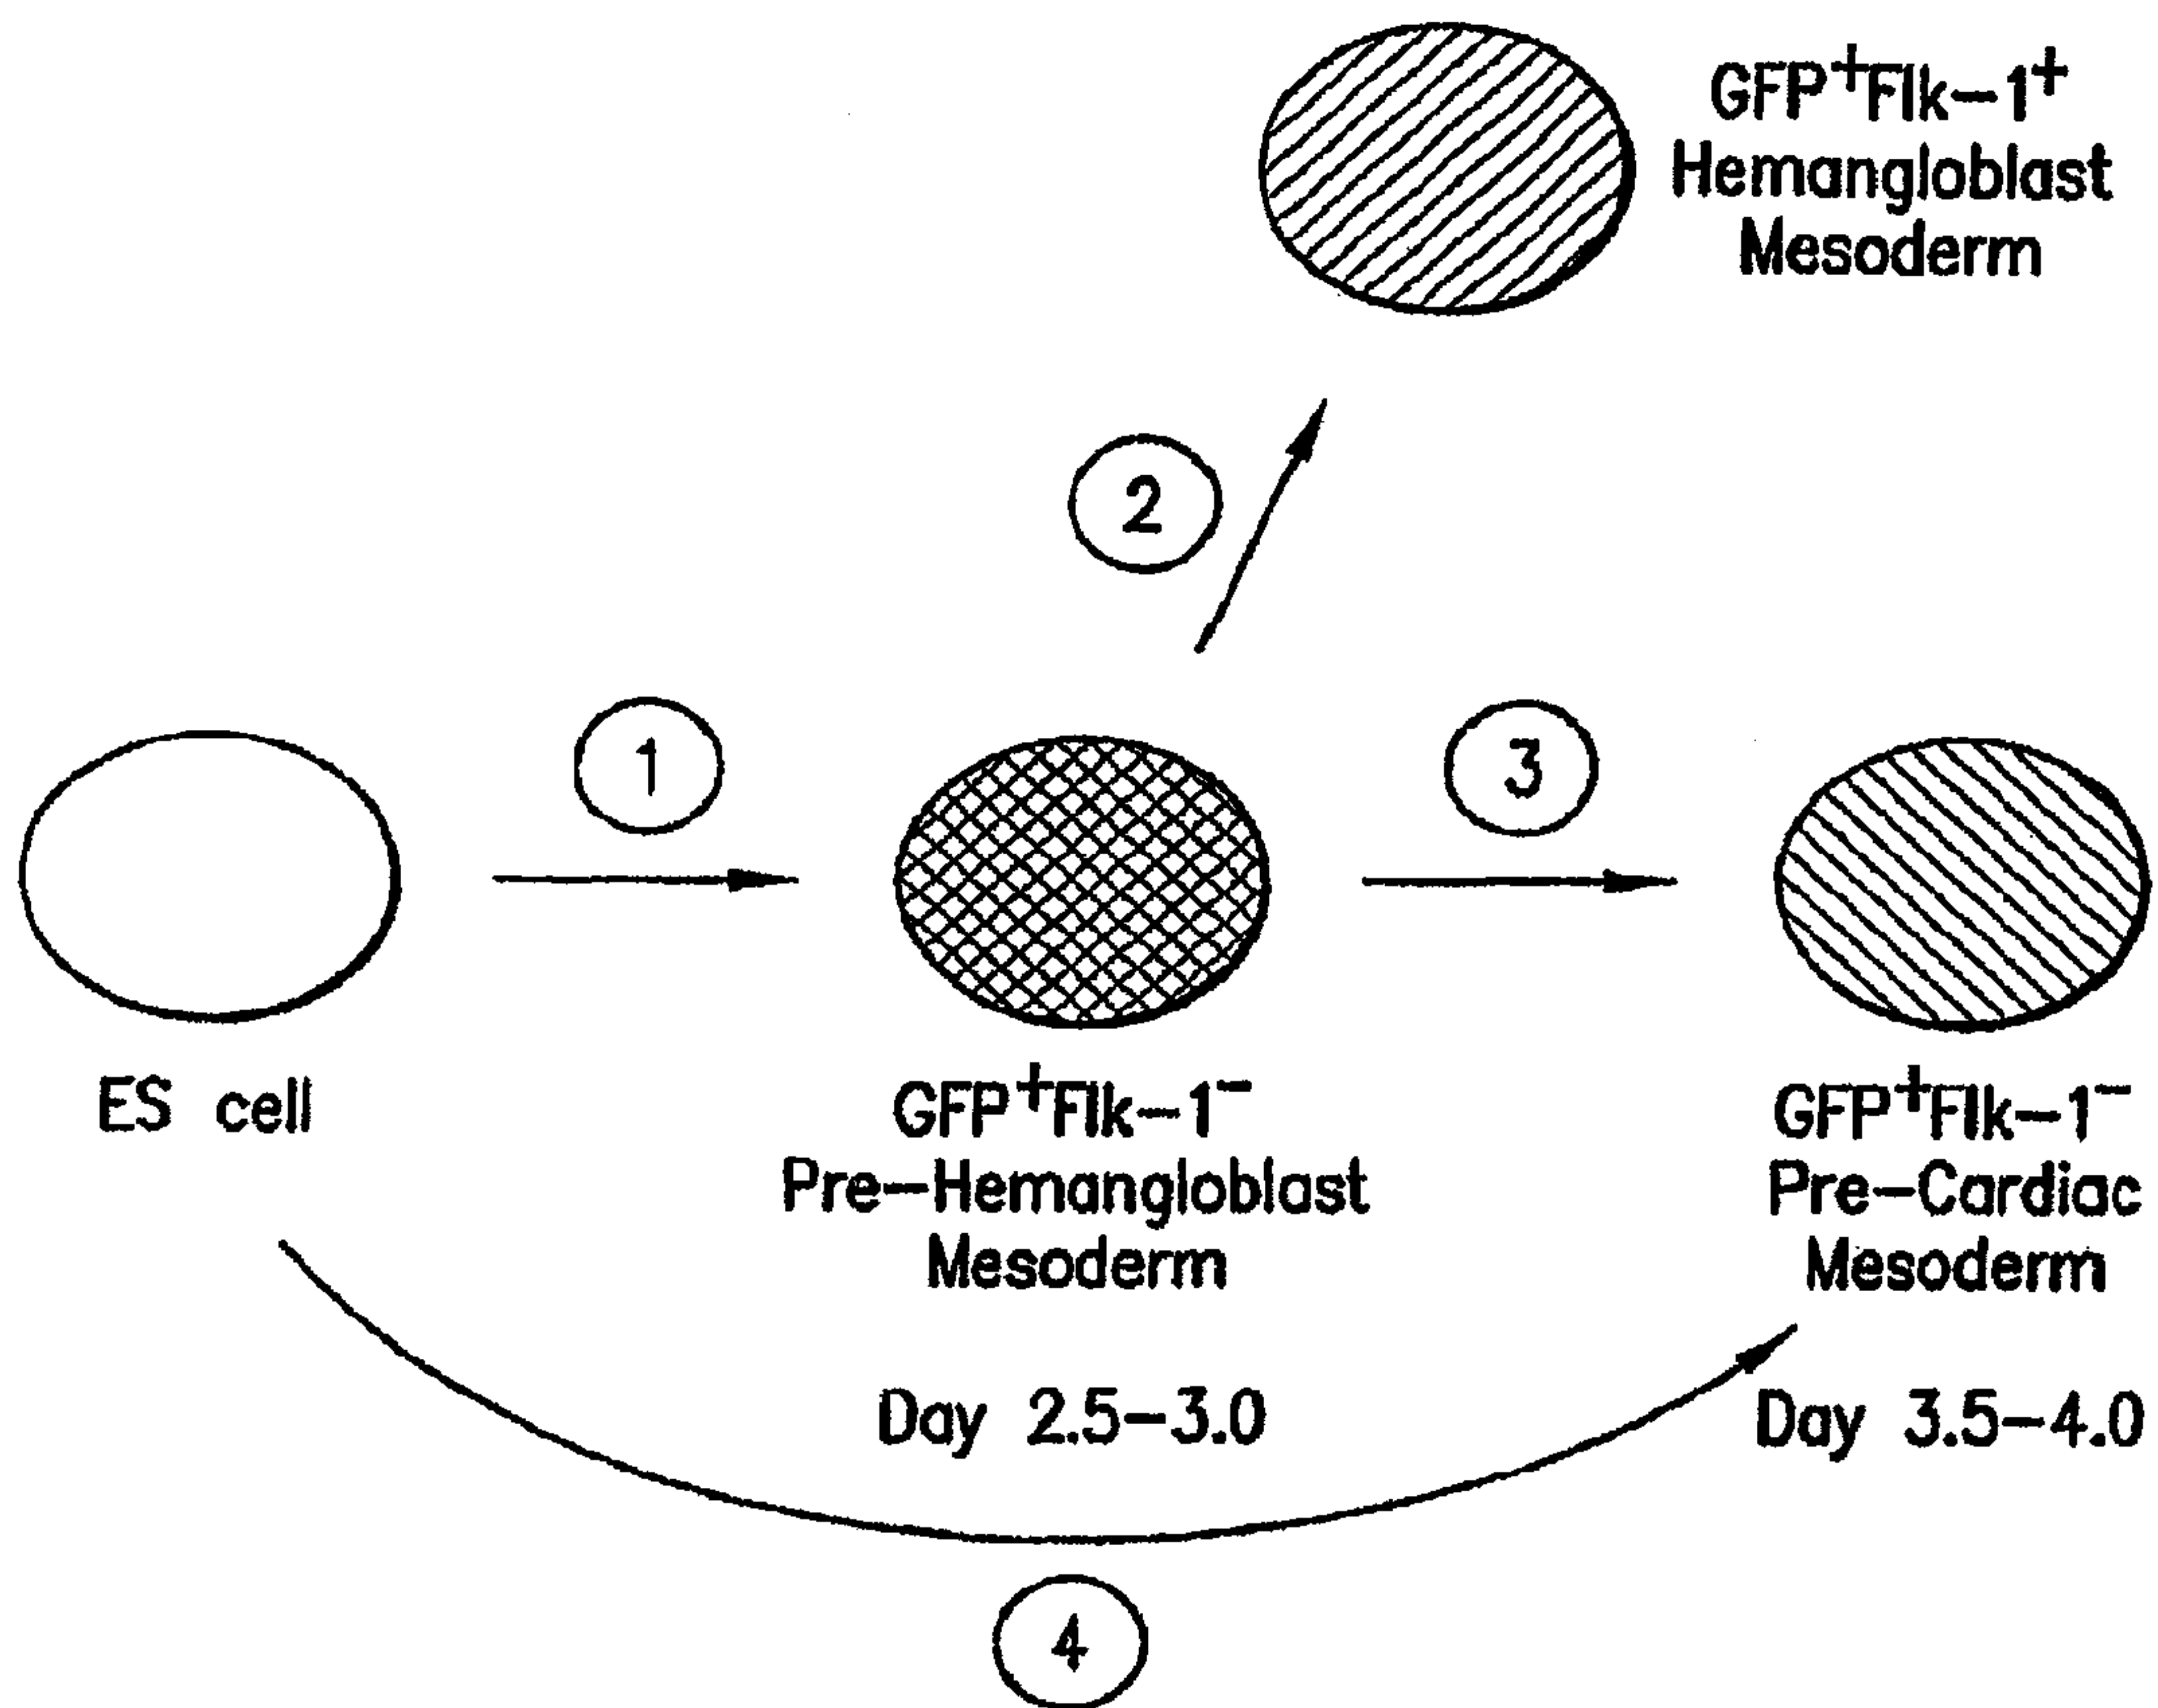 GFP⁺Flk-1⁺
Hemangloblast
Mesoderm
2
1
3
ES cell
GFP⁺Flk-1⁻
Pre-Hemangloblast
Mesoderm
Day 2.5-3.0
GFP⁺Flk-1⁻
Pre-Cardiac
Mesoderm
Day 3.5-4.0
4